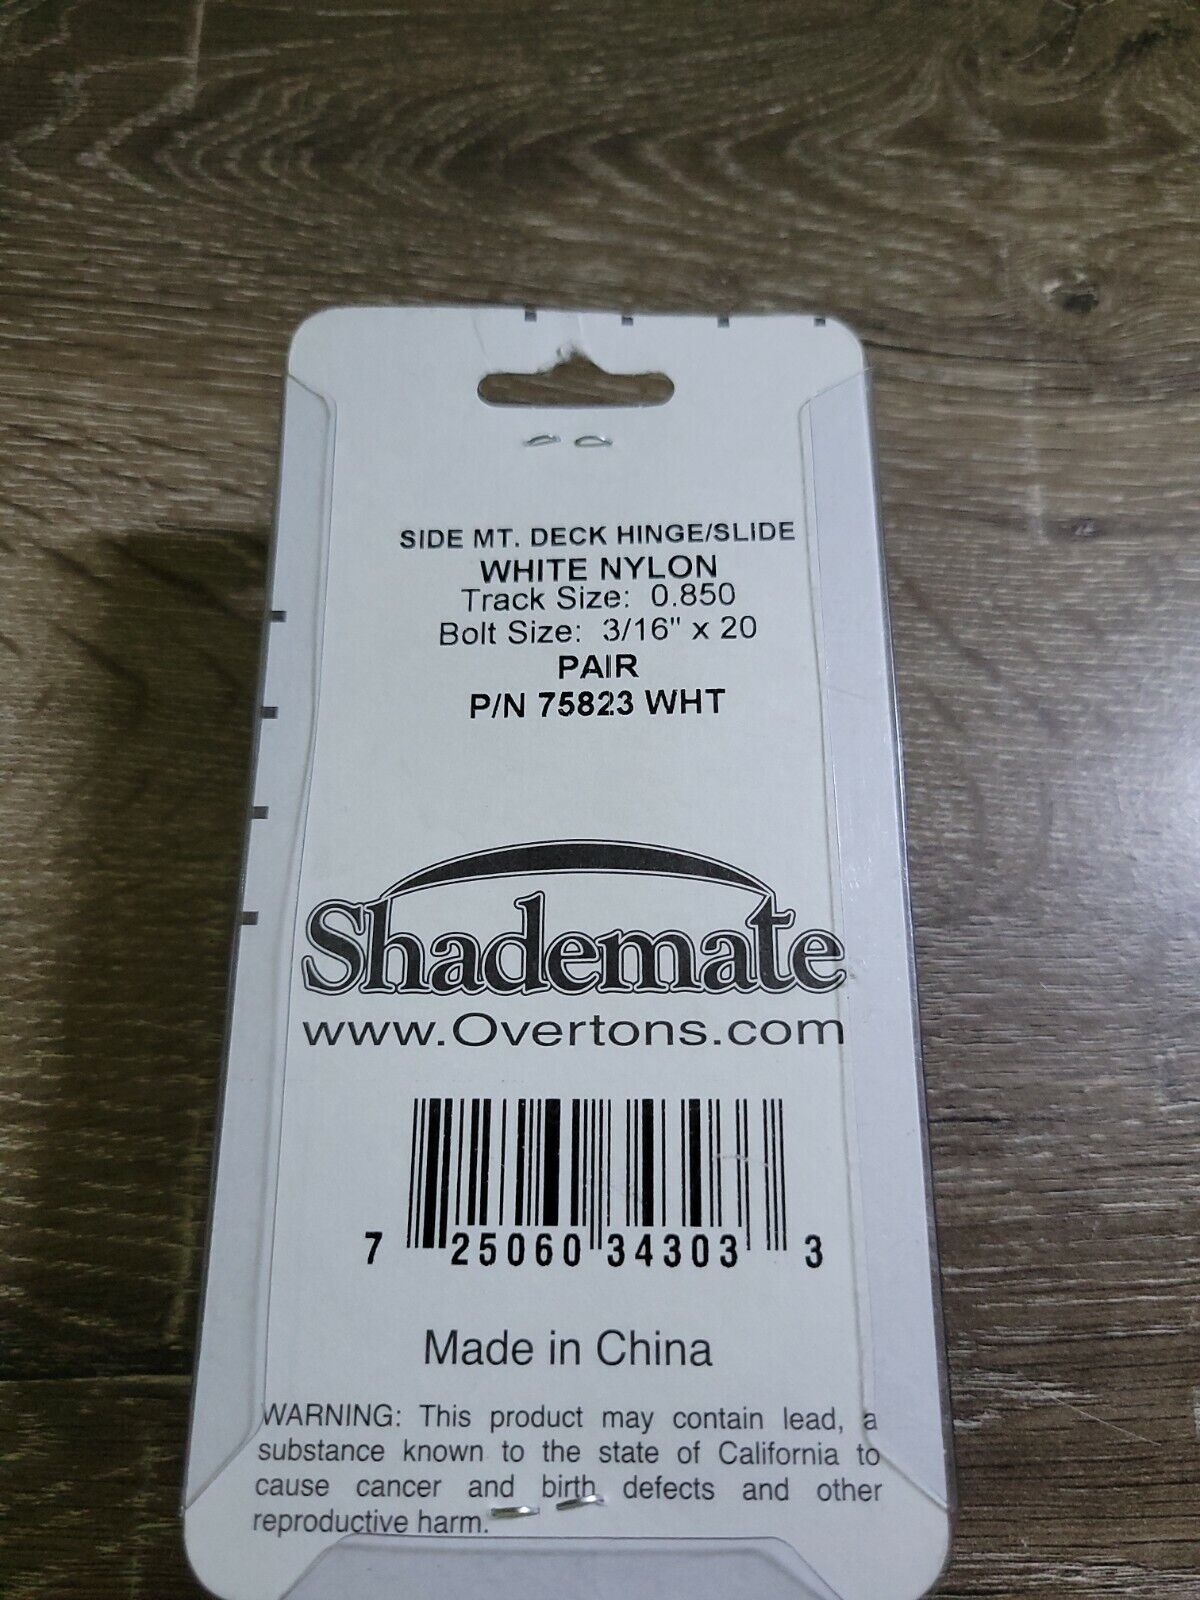 SIDE MT. DECK HINGE/SLIDE
WHITE NYLON
Track Size: 0.850
Bolt Size: 3/16" x 20
PAIR
P/N 75823 WHT
Shademate
www.Overtons.com
7 25060 34303 3
Made in China
WARNING: This product may contain lead, a
substance known to the state of California to
cause cancer and birth defects and other
reproductive harm.